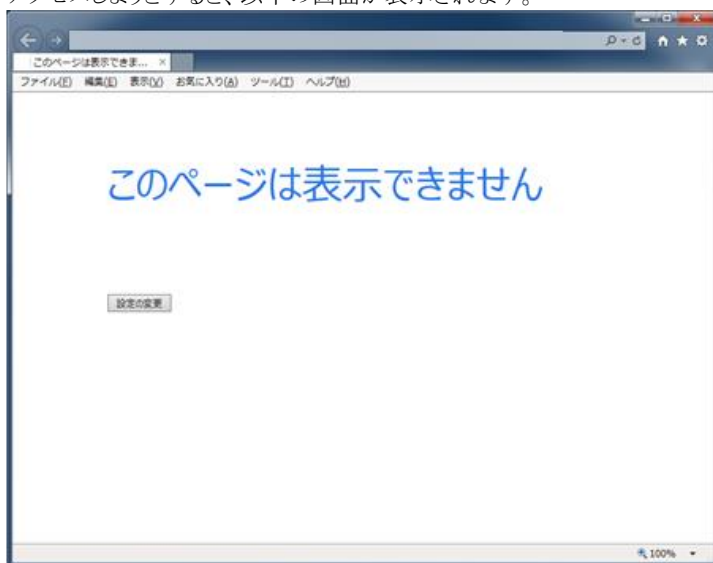 アクセスしようとすると、以下の画面が表示されます。
このページは表示できま...
ファイル(F) 編集(E) 表示(V) お気に入り(A) ツール(T) ヘルプ(H)
このページは表示できません
設定の変更
100%